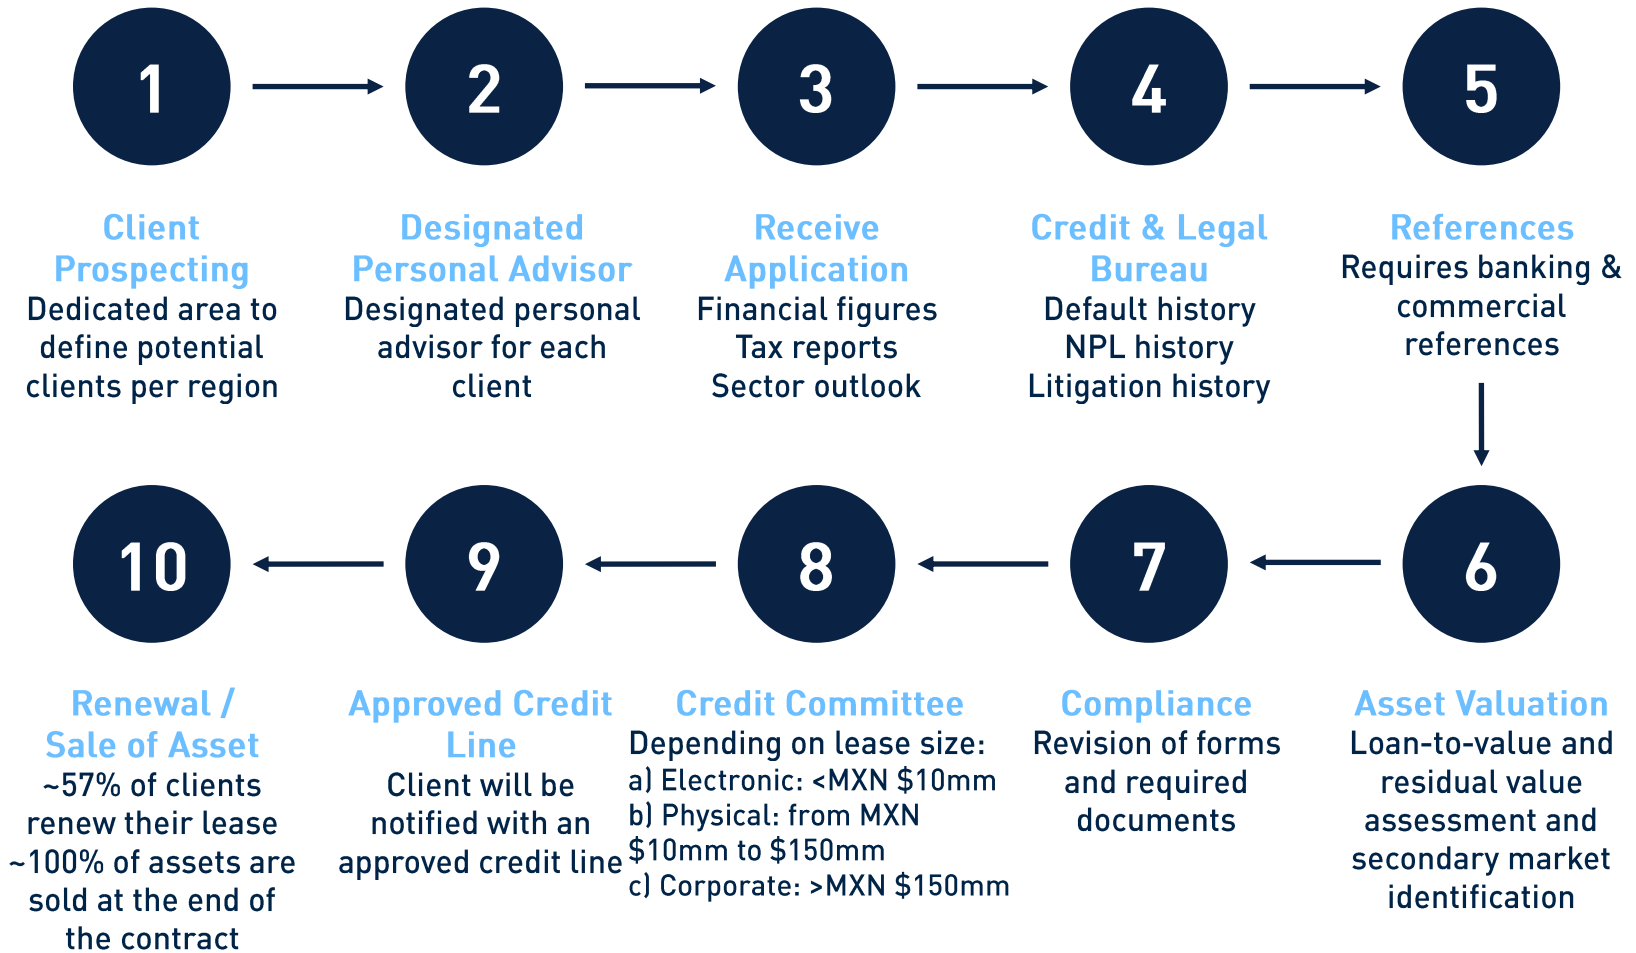 1
2
3
4
5
Client
Prospecting
Dedicated area to
define potential
clients per region
Designated
Personal Advisor
Designated personal
advisor for each
client
Receive
Application
Financial figures
Tax reports
Sector outlook
Credit & Legal
Bureau
Default history
NPL history
Litigation history
References
Requires banking &
commercial
references
6
Asset Valuation
Loan-to-value and
residual value
assessment and
secondary market
identification
7
Compliance
Revision of forms
and required
documents
8
Credit Committee
Depending on lease size:
a) Electronic: <MXN $10mm
b) Physical: from MXN
$10mm to $150mm
c) Corporate: >MXN $150mm
9
Approved Credit
Line
Client will be
notified with an
approved credit line
10
Renewal /
Sale of Asset
~57% of clients
renew their lease
~100% of assets are
sold at the end of
the contract